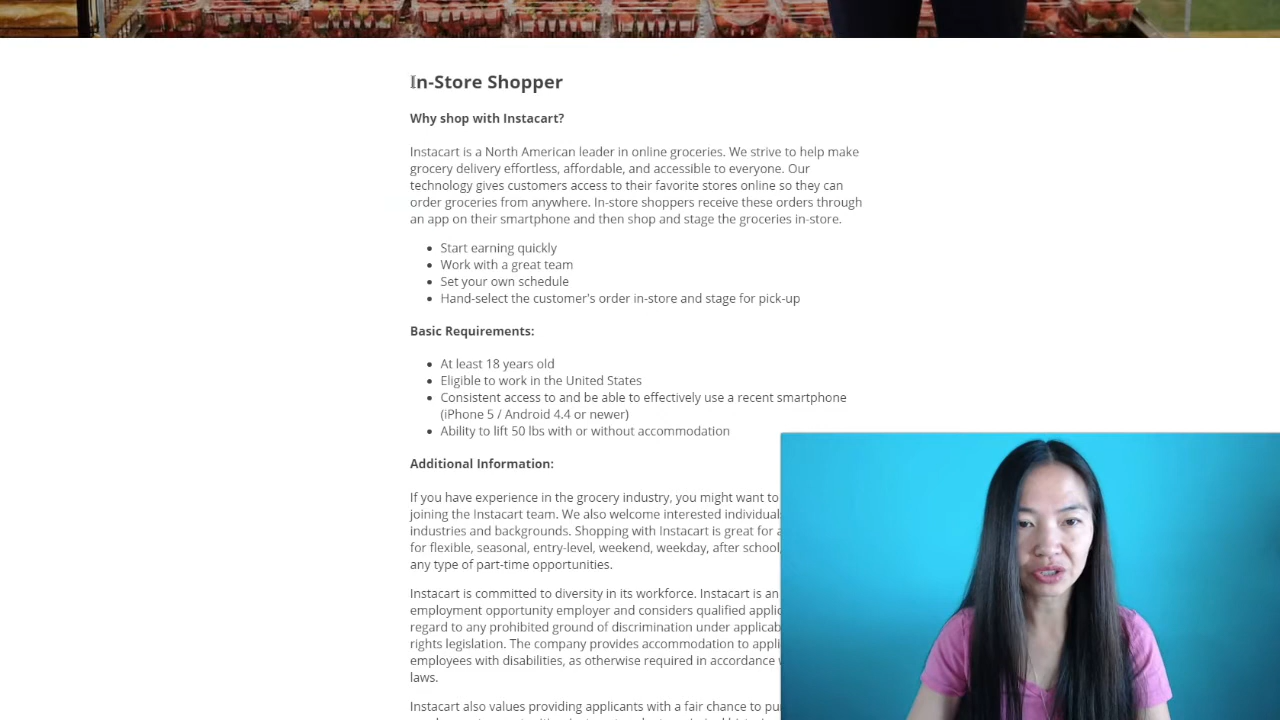 In-Store Shopper
Why shop with Instacart?
Instacart is a North American leader in online groceries. We strive to help make
grocery delivery effortless, affordable, and accessible to everyone. Our
technology gives customers access to their favorite stores online so they can
order groceries from anywhere. In-store shoppers receive these orders through
an app on their smartphone and then shop and stage the groceries in-store.
• Start earning quickly
• Work with a great team
• Set your own schedule
• Hand-select the customer's order in-store and stage for pick-up
Basic Requirements:
• At least 18 years old
• Eligible to work in the United States
• Consistent access to and be able to effectively use a recent smartphone
(iPhone 5 / Android 4.4 or newer)
• Ability to lift 50 lbs with or without accommodation
Additional Information:
If you have experience in the grocery industry, you might want to
joining the Instacart team. We also welcome interested
industries and backgrounds. Shopping with Instacart is great for
for flexible, seasonal, entry-level, weekend, weekday, after school,
any type of part-time opportunities.
Instacart is committed to diversity in its workforce. Instacart is an
employment opportunity employer and considers qualified
regard to any prohibited ground of discrimination under
rights legislation. The company provides accommodation to
employees with disabilities, as otherwise required in accordance
laws.
Instacart also values providing applicants with a fair chance to